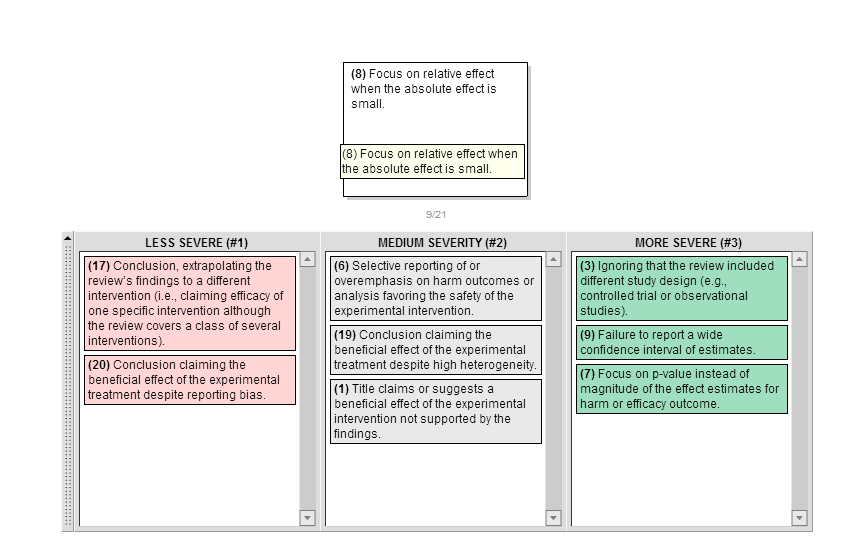 (8) Focus on relative effect
when the absolute effect is
small.
(8) Focus on relative effect when
the absolute effect is small.
9/21
LESS SEVERE (#1)
(17) Conclusion, extrapolating the
review's findings to a different
intervention (i.e., claiming efficacy of
one specific intervention although
the review covers a class of several
interventions).
(20) Conclusion claiming the
beneficial effect of the experimental
treatment despite reporting bias.
MEDIUM SEVERITY (#2)
(6) Selective reporting of or
overemphasis on harm outcomes or
analysis favoring the safety of the
experimental intervention.
(19) Conclusion claiming the
beneficial effect of the experimental
treatment despite high heterogeneity.
(1) Title claims or suggests a
beneficial effect of the experimental
intervention not supported by the
findings.
MORE SEVERE (#3)
(3) Ignoring that the review included
different study design (e.g.,
controlled trial or observational
studies).
(9) Failure to report a wide
confidence interval of estimates.
(7) Focus on p-value instead of
magnitude of the effect estimates for
harm or efficacy outcome.